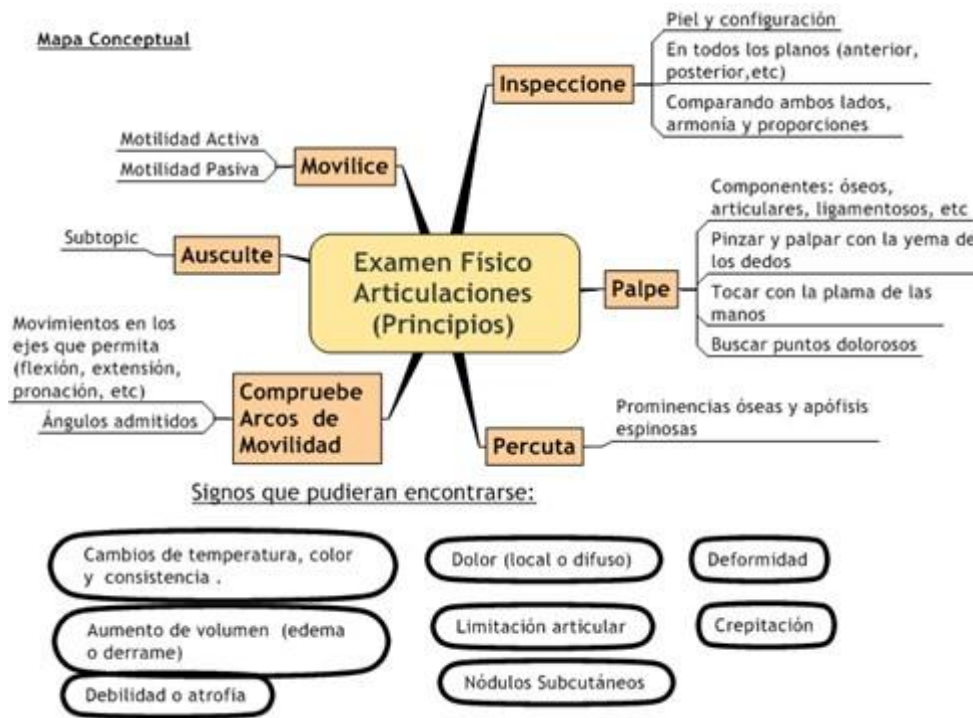 Mapa Conceptual
Inspeccione
Piel y configuración
En todos los planos (anterior,
posterior,etc)
Comparando ambos lados,
armonía y proporciones
Motilidad Activa
Motilidad Pasiva
Movilice
Subtopic
Ausculte
Examen Físico
Articulaciones
(Principios)
Palpe
Componentes: óseos,
articulares, ligamentosos, etc
Pinzar y palpar con la yema de
los dedos
Tocar con la plama de las
manos
Buscar puntos dolorosos
Movimientos en los
ejes que permita
(flexión, extensión,
pronación, etc)
Ángulos admitidos
Compruebe
Arcos de
Movilidad
Percuta
Prominencias óseas y apófisis
espinosas
Signos que pudieran encontrarse:
Cambios de temperatura, color
y consistencia .
Dolor (local o difuso)
Deformidad
Aumento de volumen (edema
o derrame)
Limitación articular
Crepitación
Debilidad o atrofia
Nódulos Subcutáneos